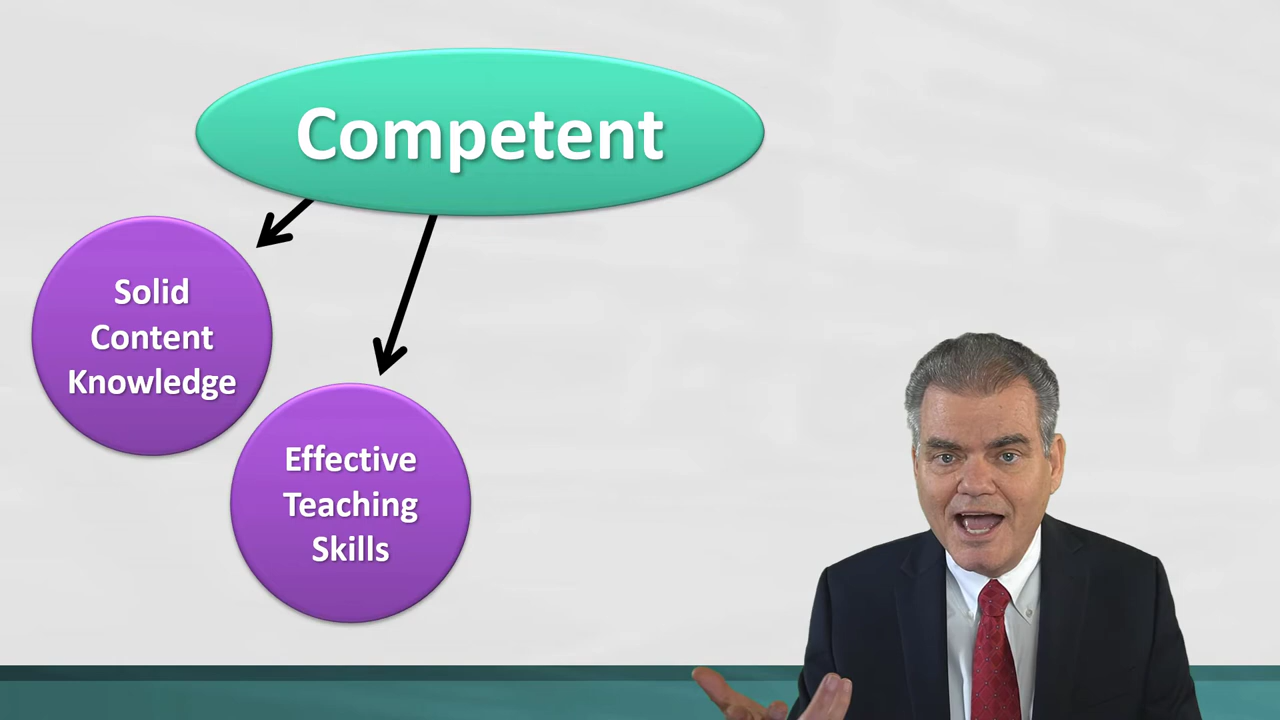 Competent
Solid
Content
Knowledge
Effective
Teaching
Skills